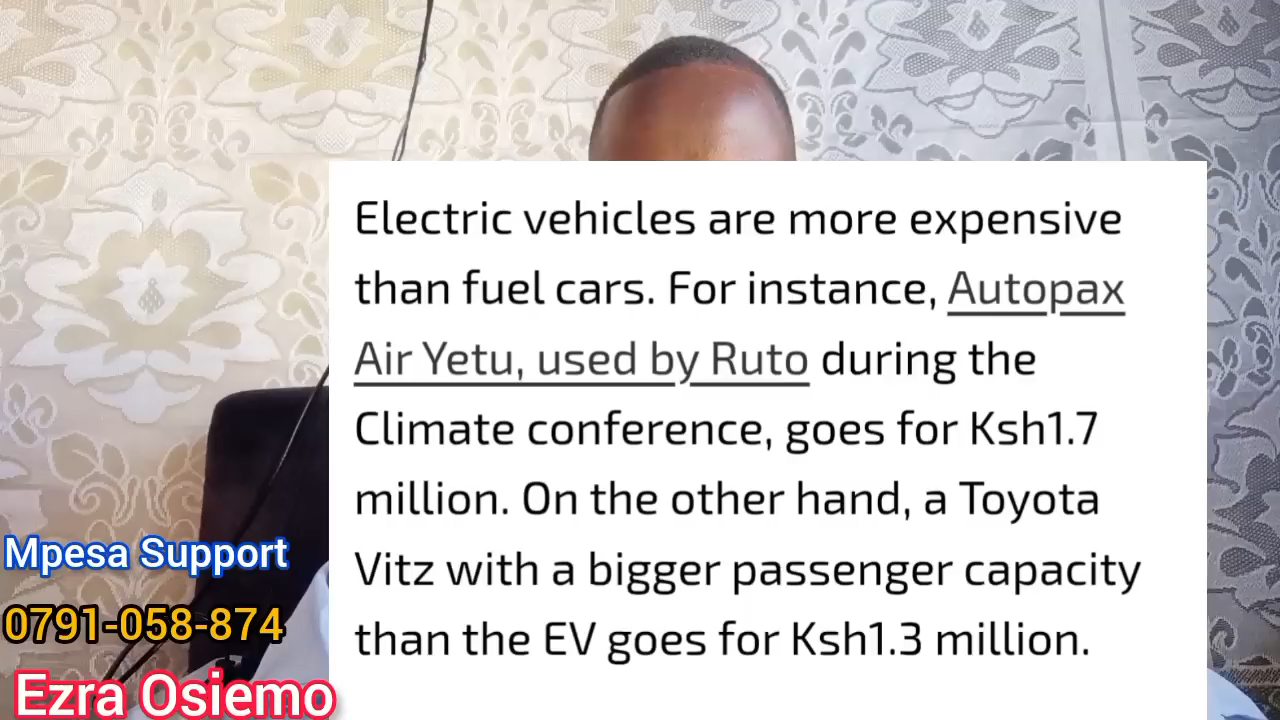 Electric vehicles are more expensive
than fuel cars. For instance, Autopax
Air Yetu, used by Ruto during the
Climate conference, goes for Ksh1.7
million. On the other hand, a Toyota
Vitz with a bigger passenger capacity
than the EV goes for Ksh1.3 million.
Mpesa Support
0791-058-874
Ezra Osiemo